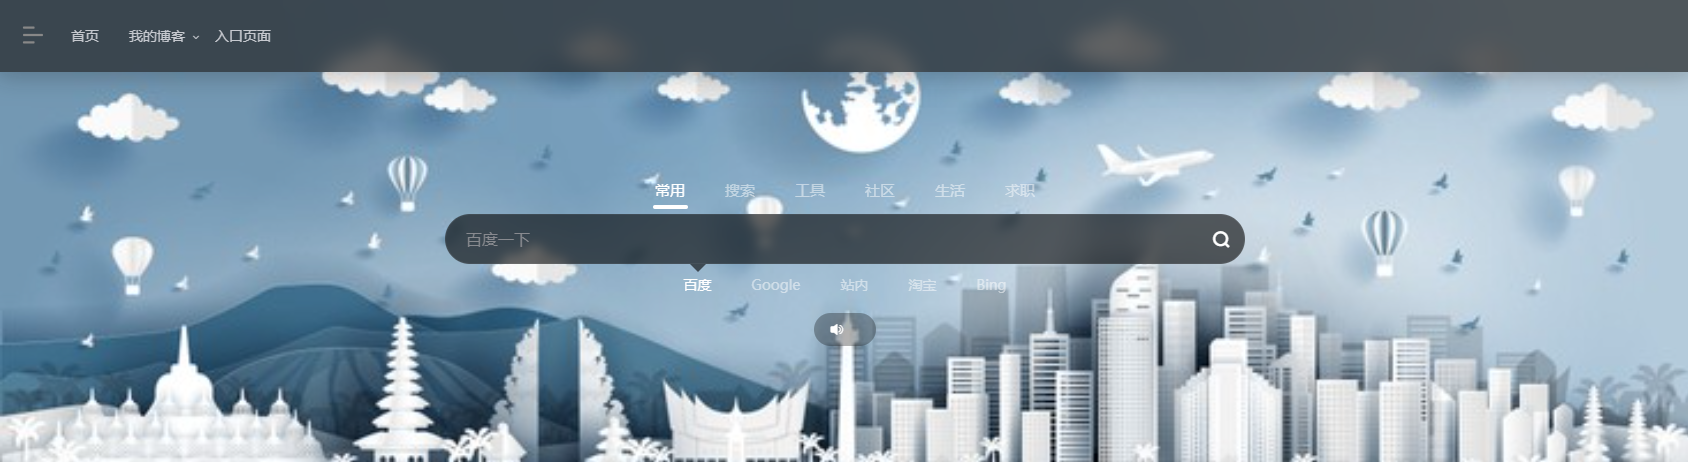 首页 我的博客 入口页面
常用 搜索 工具 社区 生活 求职
百度一下
百度 Google 站内 淘宝 Bing